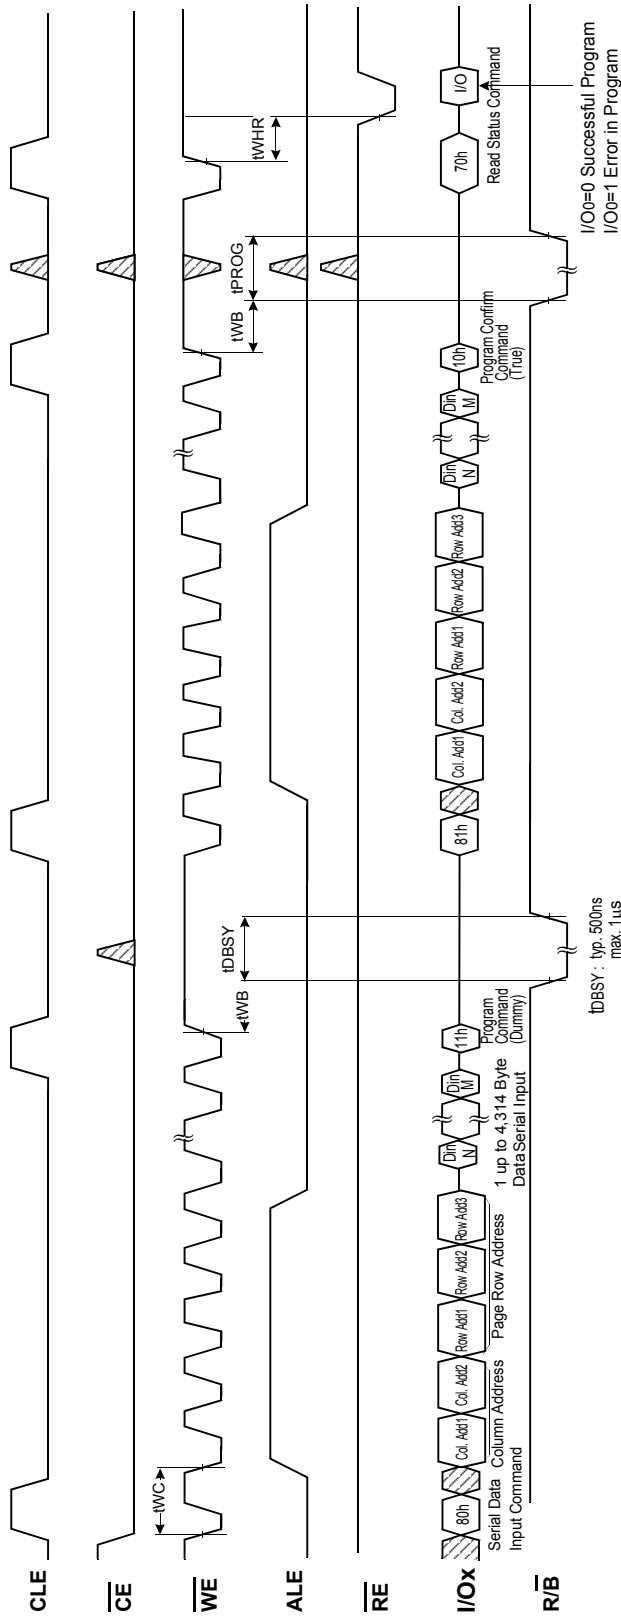 CLE
CE
WE
tWC
tWB
tDBSY
tWB
tPROG
tWHR
ALE
RE
I/Ox
80h
Col. Add1
Col. Add2
Row Add1
Row Add2
Row Add3
Din
N
Din
M
11h
81h
Col. Add1
Col. Add2
Row Add1
Row Add2
Row Add3
Din
N
Din
M
10h
70h
I/O
Serial Data
Input Command
Column Address
Page Row Address
1 up to 4,314 Byte
DataSerial Input
Program
Command
(Dummy)
Program Confirm
Command
(True)
Read Status Command
R/B
tDBSY : typ. 500ns
max. 1µs
I/O0=0 Successful Program
I/O0=1 Error in Program